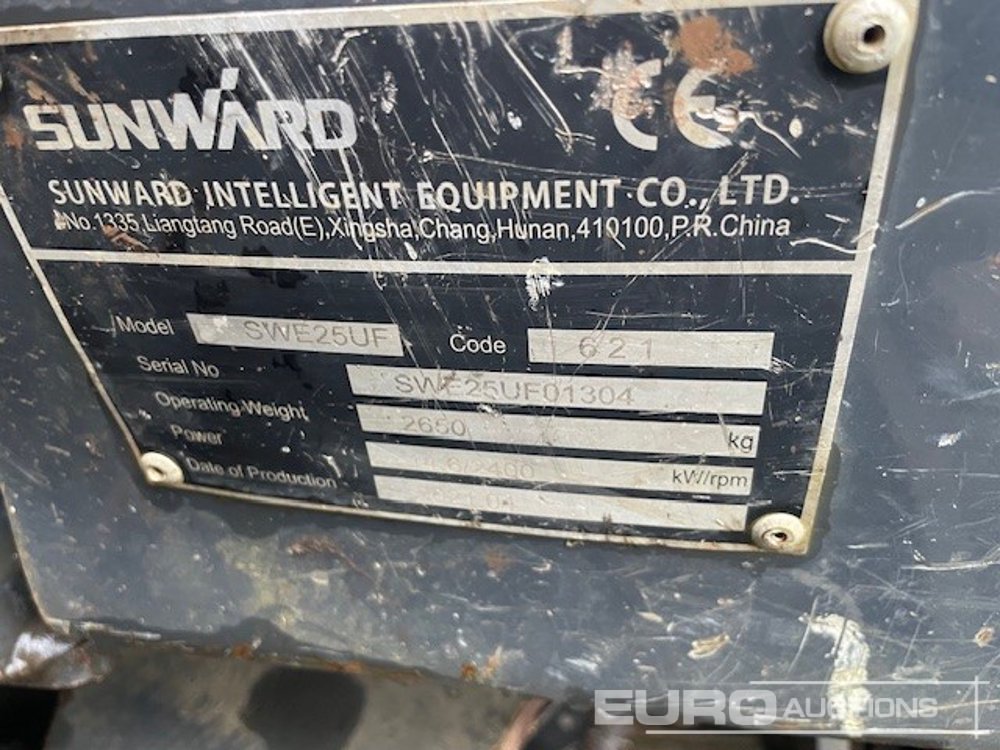 SUNWARD CE
SUNWARD INTELLIGENT EQUIPMENT CO., LTD.
No.1335,Liangtang Road(E),Xingsha,Chang,Hunan,410100,P.R.China
Model SWE25UF Code 621
Serial No SWE25UF01304
Operating Weight 2650 kg
Power /2400 kW/rpm
Date of Production
EURO AUCTIONS